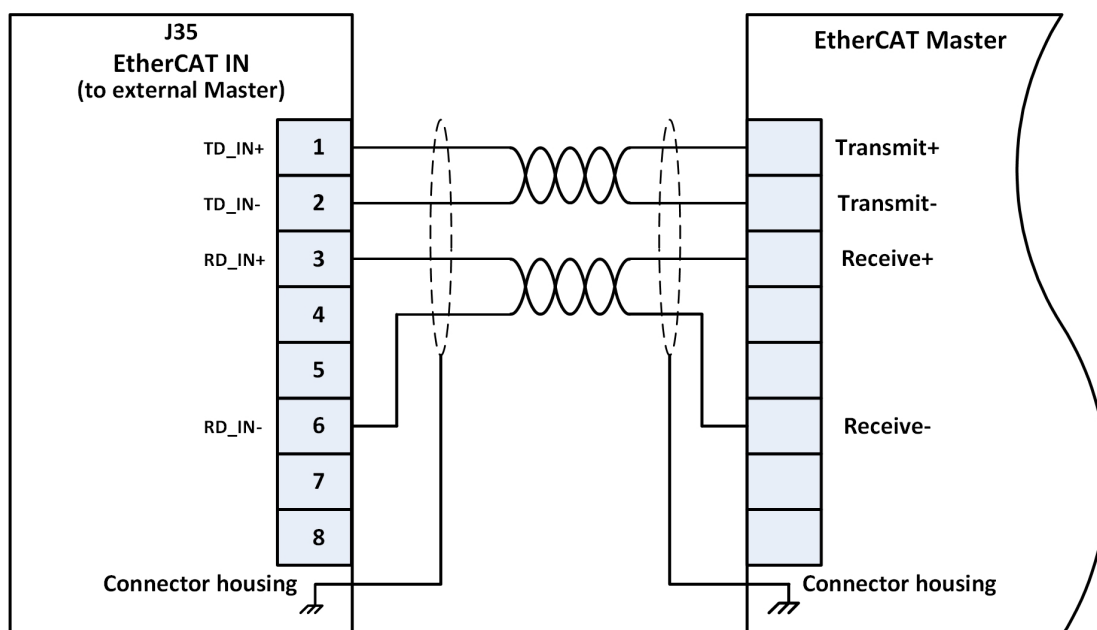 J35
EtherCAT IN
(to external Master)
EtherCAT Master
TD_IN+ 1 Transmit+
TD_IN- 2 Transmit-
RD_IN+ 3 Receive+
4
5
RD_IN- 6 Receive-
7
8
Connector housing Connector housing